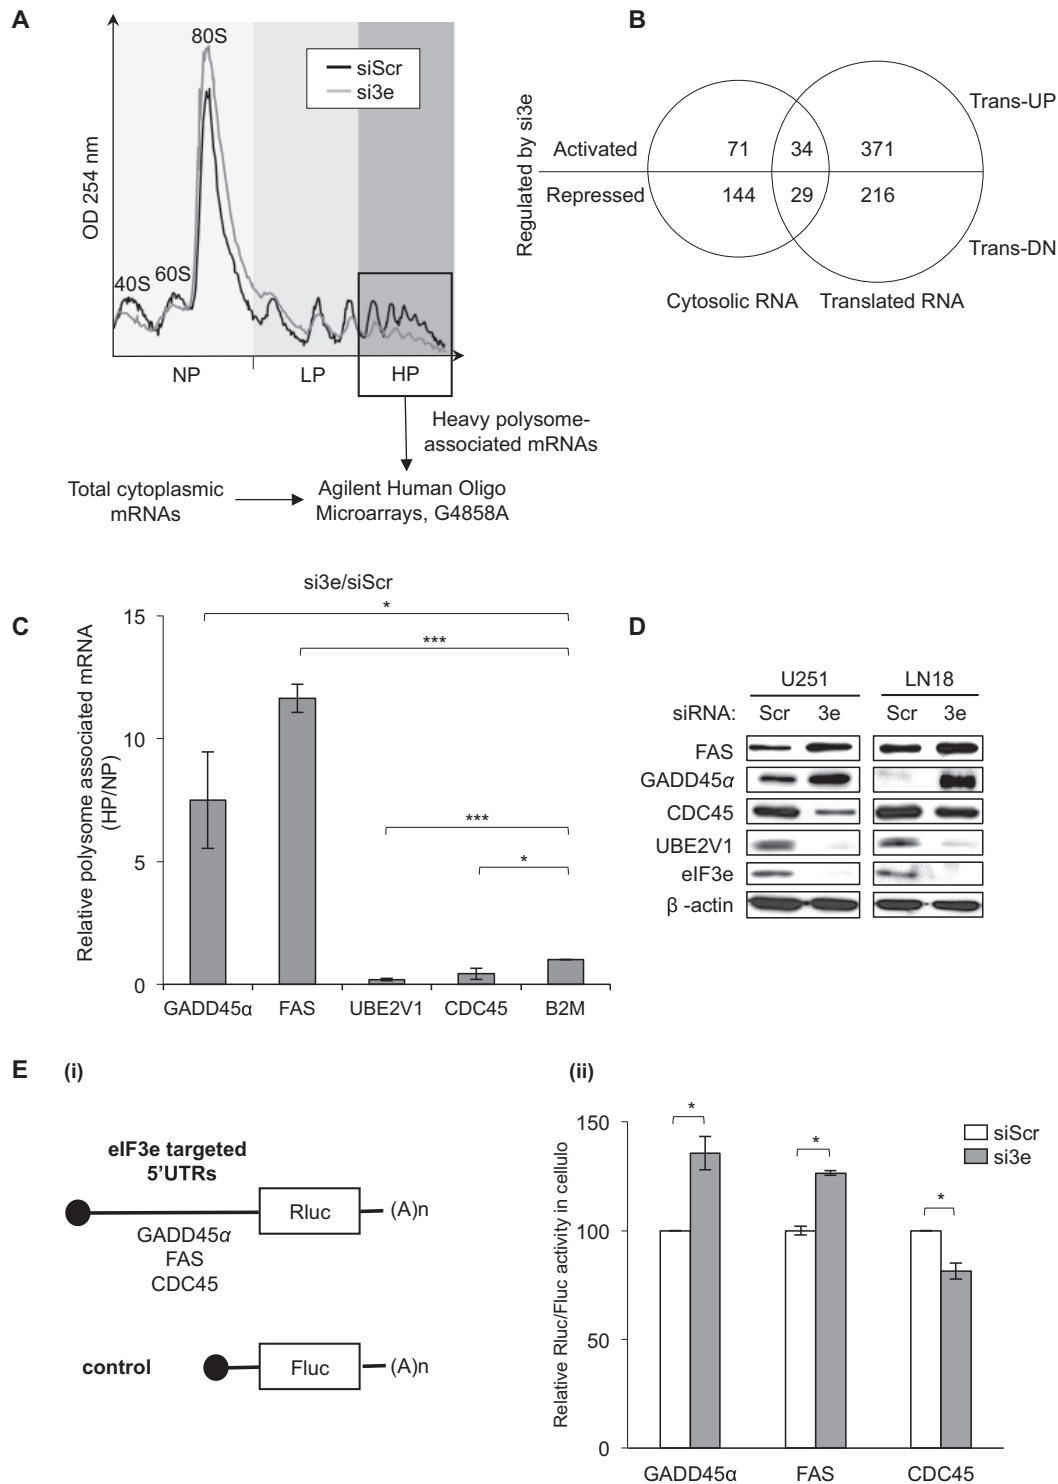 A
80S
siScr
si3e
OD 254 nm
40S
60S
NP
LP
HP
Heavy polysome-
associated mRNAs
Total cytoplasmic
mRNAs
Agilent Human Oligo
Microarrays, G4858A
B
Regulated by si3e
Trans-UP
Activated
71
34
371
Repressed
144
29
216
Trans-DN
Cytosolic RNA
Translated RNA
C
si3e/siScr
*
***
***
*
Relative polysome associated mRNA
(HP/NP)
15
10
5
0
GADD45α
FAS
UBE2V1
CDC45
B2M
D
U251
LN18
siRNA:
Scr
3e
Scr
3e
FAS
GADD45α
CDC45
UBE2V1
eIF3e
β -actin
E
(i)
eIF3e targeted
5'UTRs
Rluc
(A)n
GADD45α
FAS
CDC45
control
Fluc
(A)n
(ii)
Relative Rluc/Fluc activity in cellulo
150
100
50
0
*
*
*
siScr
si3e
GADD45α
FAS
CDC45